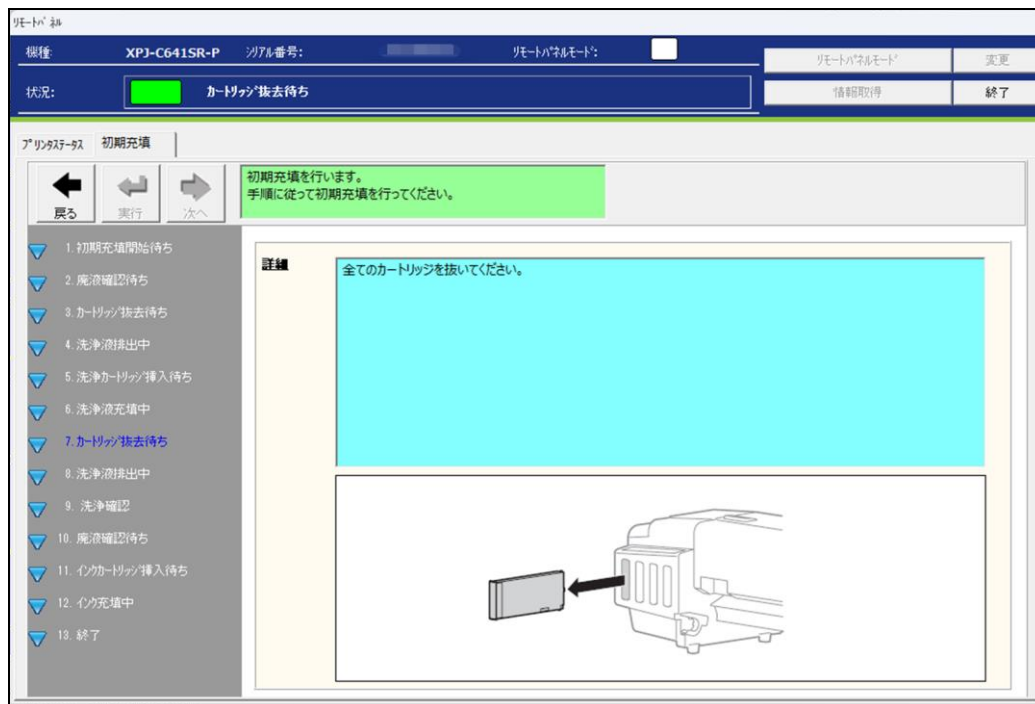 リモートパネル
機種: XPJ-C641SR-P シリアル番号: リモートパネルモード:
リモートパネルモード 変更
状況: カートリッジ抜去待ち
情報取得 終了
プリンタステータス 初期充填
戻る 実行 次へ
初期充填を行います。
手順に従って初期充填を行ってください。
1. 初期充填開始待ち
2. 廃液確認待ち
3. カートリッジ抜去待ち
4. 洗浄液排出中
5. 洗浄カートリッジ挿入待ち
6. 洗浄液充填中
7. カートリッジ抜去待ち
8. 洗浄液排出中
9. 洗浄確認
10. 廃液確認待ち
11. インクカートリッジ挿入待ち
12. インク充填中
13. 終了
詳細
全てのカートリッジを抜いてください。